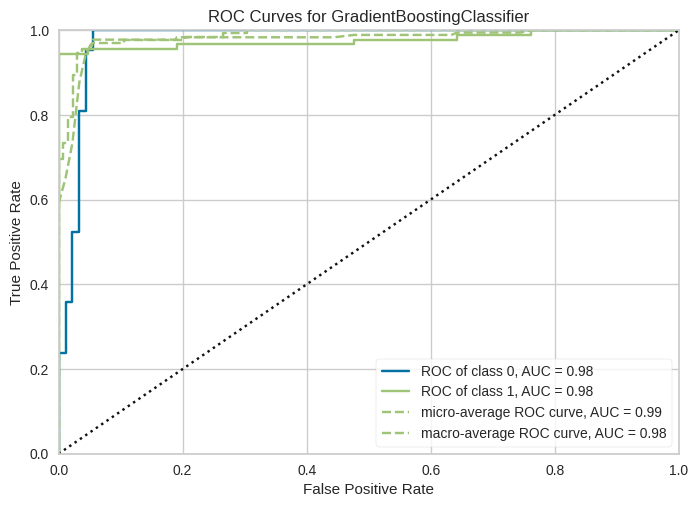 ROC Curves for GradientBoostingClassifier
True Positive Rate
1.0
0.8
0.6
0.4
0.2
0.0
ROC of class 0, AUC = 0.98
ROC of class 1, AUC = 0.98
micro-average ROC curve, AUC = 0.99
macro-average ROC curve, AUC = 0.98
0.0 0.2 0.4 0.6 0.8 1.0
False Positive Rate